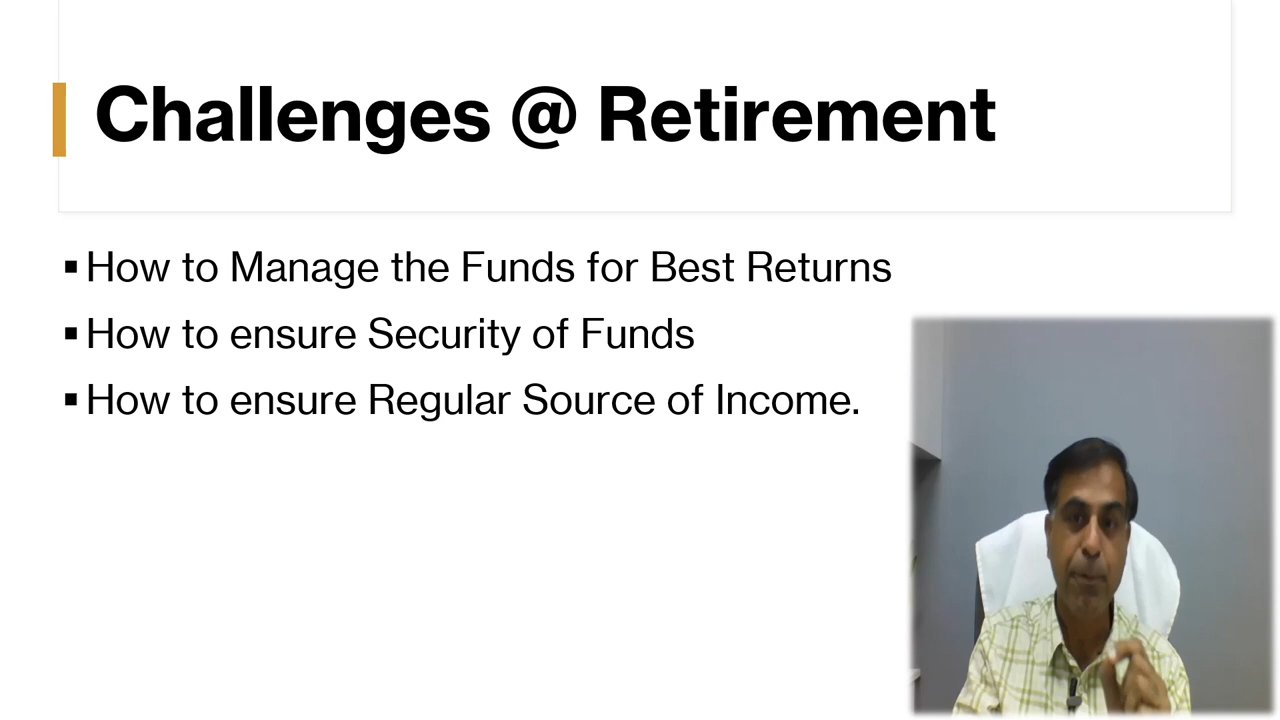 Challenges @ Retirement
▪ How to Manage the Funds for Best Returns
▪ How to ensure Security of Funds
▪ How to ensure Regular Source of Income.